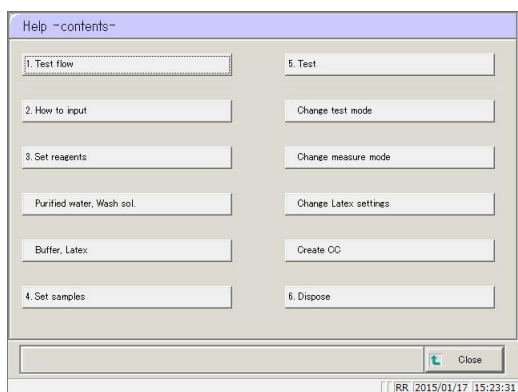 Help -contents-
1. Test flow
2. How to input
3. Set reagents
Purified water, Wash sol.
Buffer, Latex
4. Set samples
5. Test
Change test mode
Change measure mode
Change Latex settings
Create CC
6. Dispose
Close
RR 2015/01/17 15:23:31